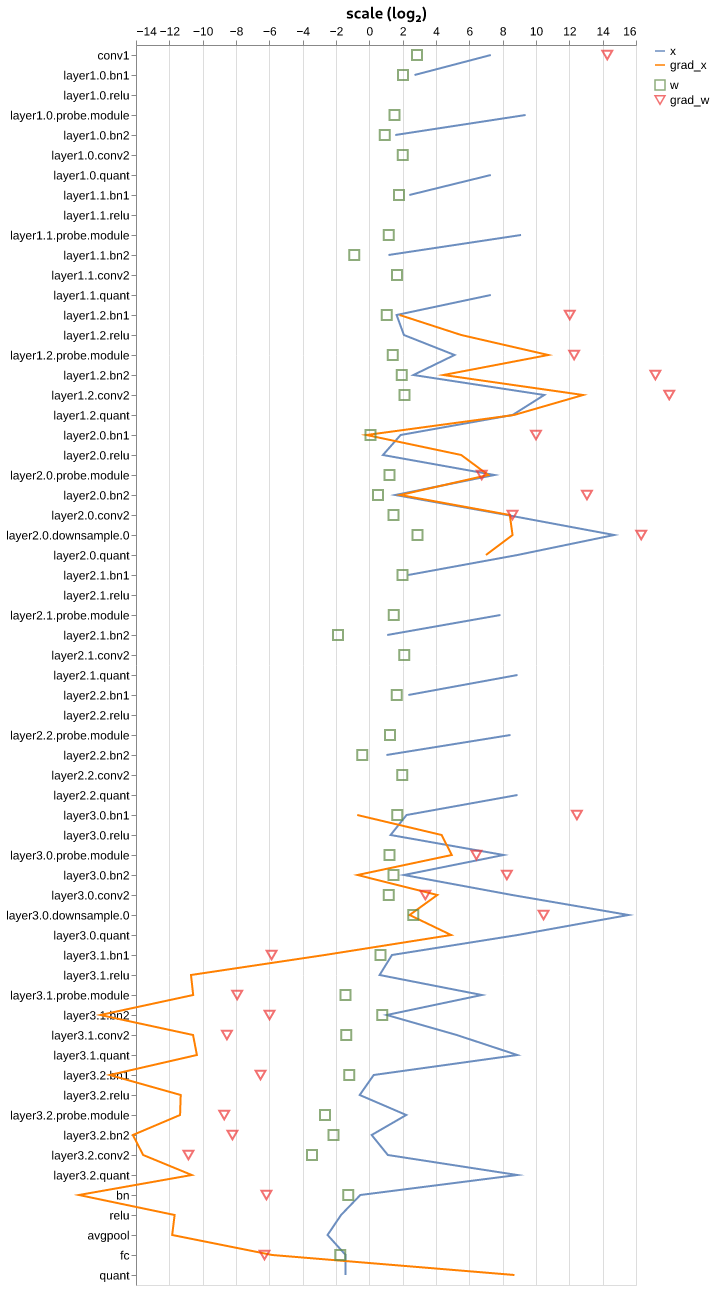 scale (log₂)
−14 −12 −10 −8 −6 −4 −2 0 2 4 6 8 10 12 14 16
x
grad_x
w
grad_w
conv1
layer1.0.bn1
layer1.0.relu
layer1.0.probe.module
layer1.0.bn2
layer1.0.conv2
layer1.0.quant
layer1.1.bn1
layer1.1.relu
layer1.1.probe.module
layer1.1.bn2
layer1.1.conv2
layer1.1.quant
layer1.2.bn1
layer1.2.relu
layer1.2.probe.module
layer1.2.bn2
layer1.2.conv2
layer1.2.quant
layer2.0.bn1
layer2.0.relu
layer2.0.probe.module
layer2.0.bn2
layer2.0.conv2
layer2.0.downsample.0
layer2.0.quant
layer2.1.bn1
layer2.1.relu
layer2.1.probe.module
layer2.1.bn2
layer2.1.conv2
layer2.1.quant
layer2.2.bn1
layer2.2.relu
layer2.2.probe.module
layer2.2.bn2
layer2.2.conv2
layer2.2.quant
layer3.0.bn1
layer3.0.relu
layer3.0.probe.module
layer3.0.bn2
layer3.0.conv2
layer3.0.downsample.0
layer3.0.quant
layer3.1.bn1
layer3.1.relu
layer3.1.probe.module
layer3.1.bn2
layer3.1.conv2
layer3.1.quant
layer3.2.bn1
layer3.2.relu
layer3.2.probe.module
layer3.2.bn2
layer3.2.conv2
layer3.2.quant
bn
relu
avgpool
fc
quant